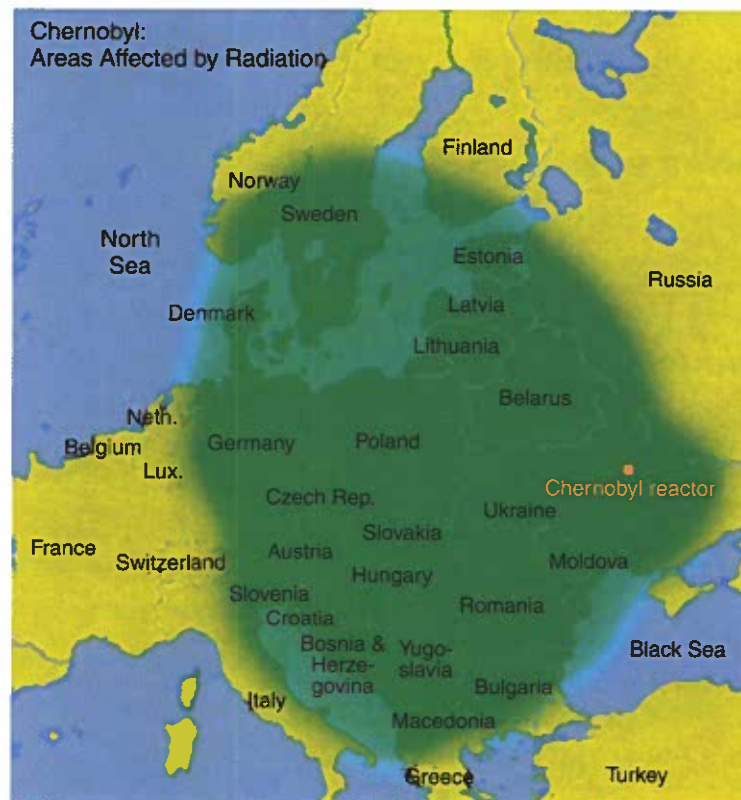 Chernobyl:
Areas Affected by Radiation
Finland
Norway
Sweden
North
Sea
Estonia
Russia
Denmark
Latvia
Lithuania
Belarus
Neth.
Belgium
Germany
Poland
Lux.
Chernobyl reactor
Czech Rep.
Ukraine
Slovakia
France
Switzerland
Austria
Moldova
Hungary
Slovenia
Romania
Croatia
Bosnia &
Herze-
govina
Yugo-
slavia
Black Sea
Bulgaria
Italy
Macedonia
Greece
Turkey